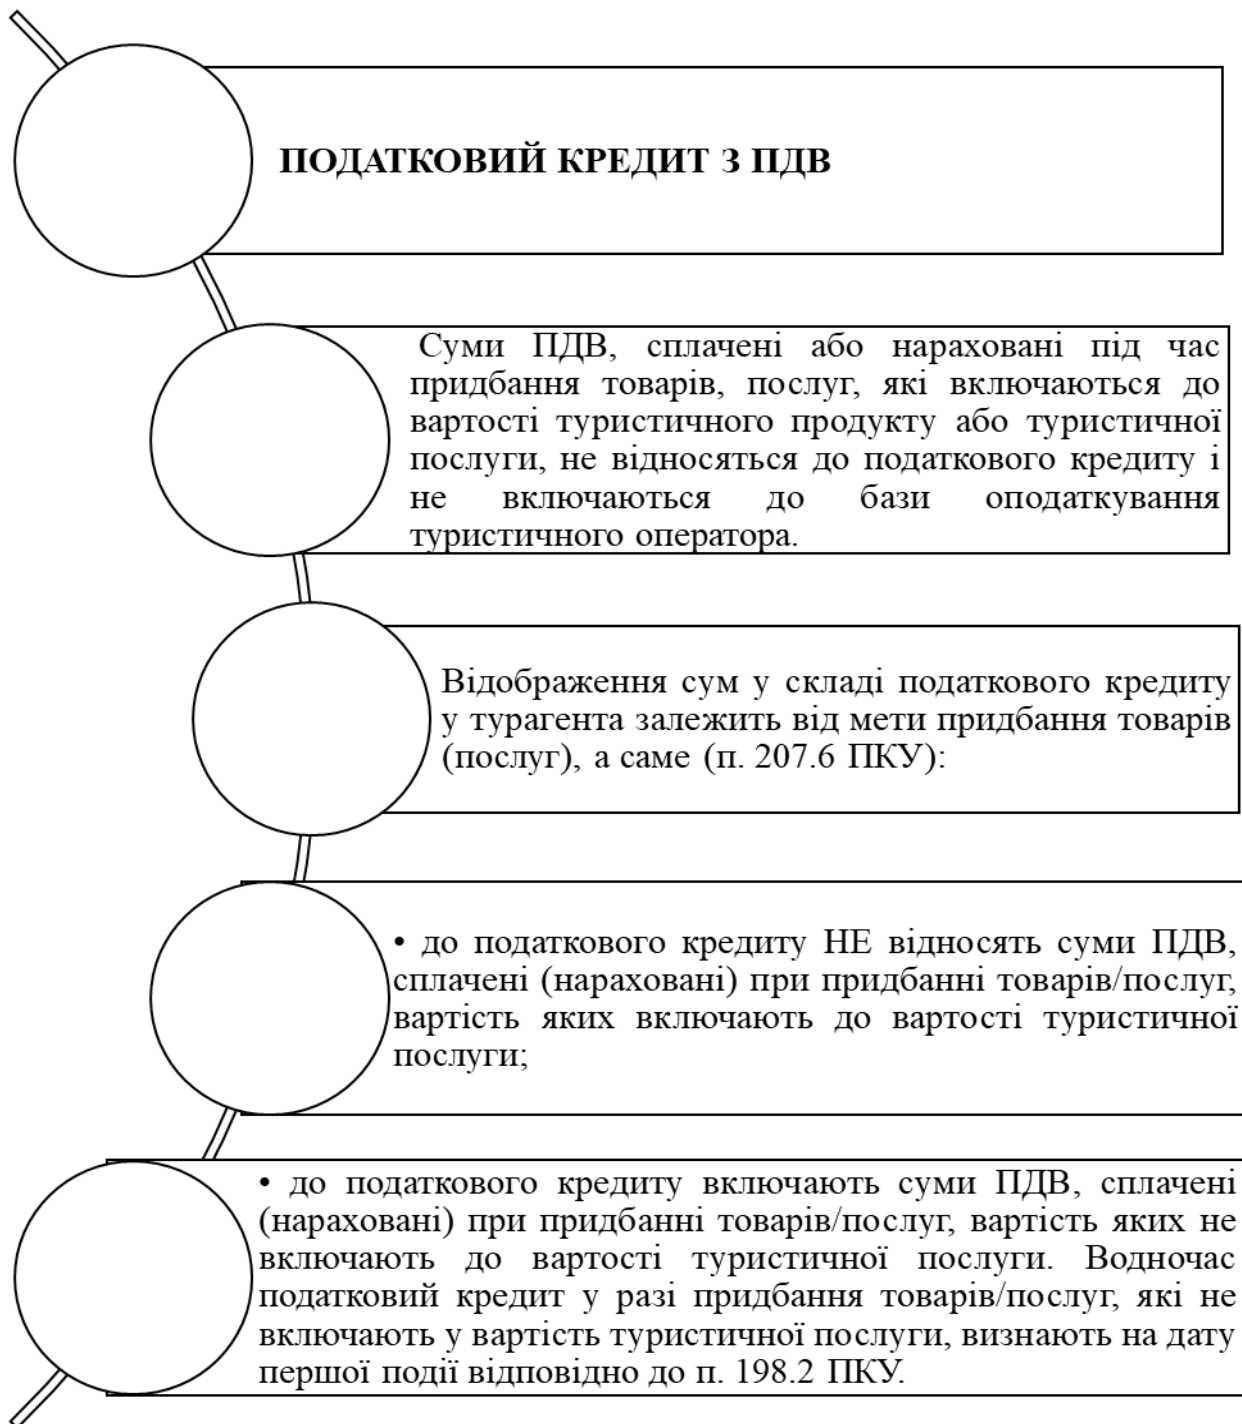 ПОДАТКОВИЙ КРЕДИТ З ПДВ
Суми ПДВ, сплачені або нараховані під час
придбання товарів, послуг, які включаються до
вартості туристичного продукту або туристичної
послуги, не відносяться до податкового кредиту і
не включаються до бази оподаткування
туристичного оператора.
Відображення сум у складі податкового кредиту
у турагента залежить від мети придбання товарів
(послуг), а саме (п. 207.6 ПКУ):
• до податкового кредиту НЕ відносять суми ПДВ,
сплачені (нараховані) при придбанні товарів/послуг,
вартість яких включають до вартості туристичної
послуги;
• до податкового кредиту включають суми ПДВ, сплачені
(нараховані) при придбанні товарів/послуг, вартість яких не
включають до вартості туристичної послуги. Водночас
податковий кредит у разі придбання товарів/послуг, які не
включають у вартість туристичної послуги, визнають на дату
першої події відповідно до п. 198.2 ПКУ.